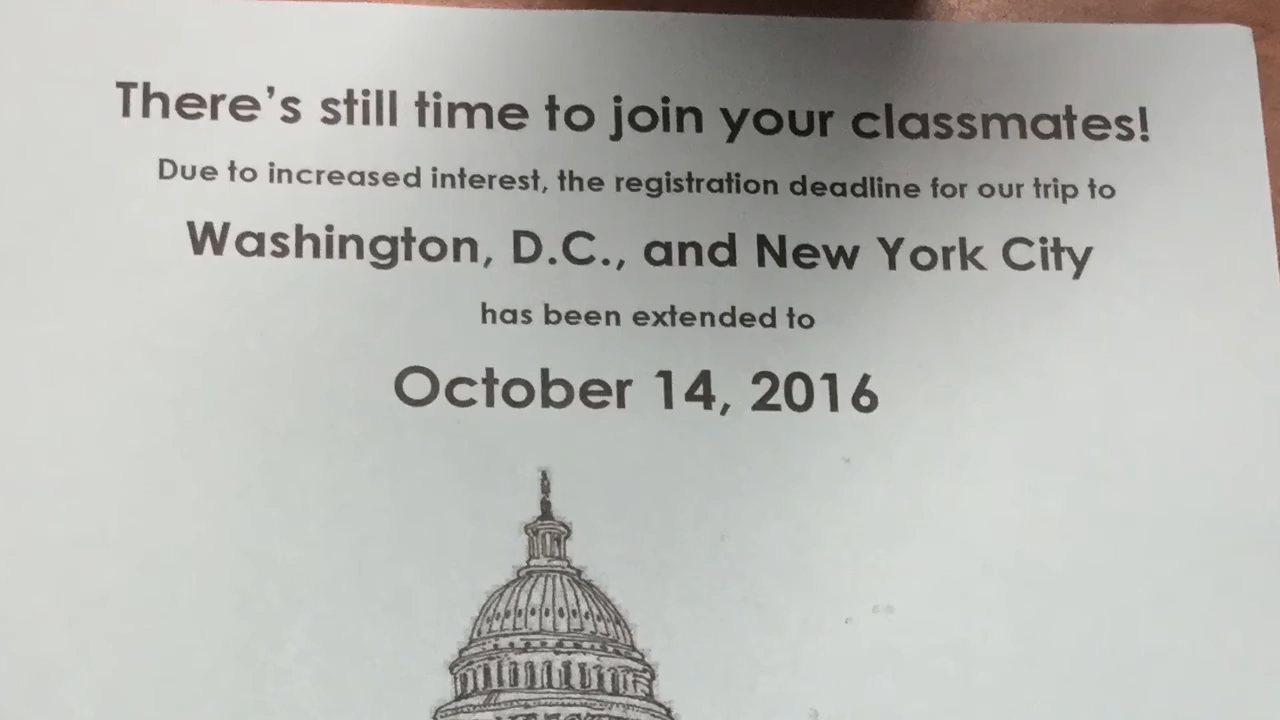 There's still time to join your classmates!
Due to increased interest, the registration deadline for our trip to
Washington, D.C., and New York City
has been extended to
October 14, 2016